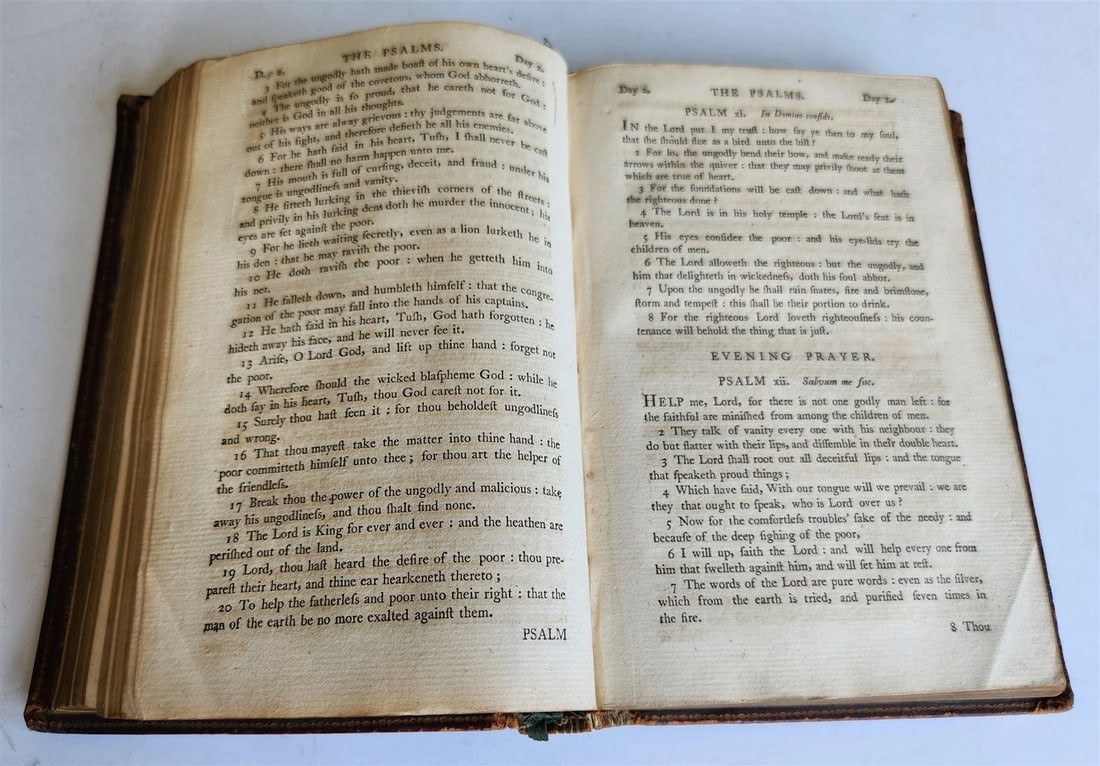 Day 2. THE PSALMS. Day 2.
3 For the ungodly hath made boaſt of his own heart's deſire :
and ſpeaketh good of the covetous, whom God abhorreth.
4 The ungodly is ſo proud, that he careth not for God :
neither is God in all his thoughts.
5 His ways are alway grievous : thy judgements are far above
out of his ſight, and therefore defieth he all his enemies.
6 For he hath ſaid in his heart, Tuſh, I ſhall never be caſt
down : there ſhall no harm happen unto me.
7 His mouth is full of curſing, deceit, and fraud : under his
tongue is ungodlineſs and vanity.
8 He ſitteth lurking in the thieviſh corners of the ſtreets :
and privily in his lurking dens doth he murder the innocent ; his
eyes are ſet againſt the poor.
9 For he lieth waiting ſecretly, even as a lion lurketh he in
his den : that he may raviſh the poor.
10 He doth raviſh the poor : when he getteth him into
his net.
11 He falleth down, and humbleth himſelf : that the congre-
gation of the poor may fall into the hands of his captains.
12 He hath ſaid in his heart, Tuſh, God hath forgotten : he
hideth away his face, and he will never ſee it.
13 Ariſe, O Lord God, and lift up thine hand : forget not
the poor.
14 Wherefore ſhould the wicked blaſpheme God : while he
doth ſay in his heart, Tuſh, thou God careſt not for it.
15 Surely thou haſt ſeen it : for thou beholdeſt ungodlineſs
and wrong.
16 That thou mayeſt take the matter into thine hand : the
poor committeth himſelf unto thee ; for thou art the helper of
the friendleſs.
17 Break thou the power of the ungodly and malicious : take
away his ungodlineſs, and thou ſhalt find none.
18 The Lord is King for ever and ever : and the heathen are
periſhed out of the land.
19 Lord, thou haſt heard the deſire of the poor : thou pre-
pareſt their heart, and thine ear hearkeneth thereto ;
20 To help the fatherleſs and poor unto their right : that the
man of the earth be no more exalted againſt them.
PSALM
Day 2. THE PSALMS. Day 2.
PSALM xi. In Domino confido.
IN the Lord put I my truſt : how ſay ye then to my ſoul,
that ſhe ſhould flee as a bird unto the hill ?
2 For lo, the ungodly bend their bow, and make ready their
arrows within the quiver : that they may privily ſhoot at them
which are true of heart.
3 For the foundations will be caſt down : and what hath
the righteous done ?
4 The Lord is in his holy temple : the Lord's ſeat is in
heaven.
5 His eyes conſider the poor : and his eye-lids try the
children of men.
6 The Lord alloweth the righteous : but the ungodly, and
him that delighteth in wickedneſs, doth his ſoul abhor.
7 Upon the ungodly he ſhall rain ſnares, fire and brimſtone,
ſtorm and tempeſt : this ſhall be their portion to drink.
8 For the righteous Lord loveth righteouſneſs : his coun-
tenance will behold the thing that is juſt.
EVENING PRAYER.
PSALM xii. Salvum me fac.
HELP me, Lord, for there is not one godly man left : for
the faithful are miniſhed from among the children of men.
2 They talk of vanity every one with his neighbour : they
do but flatter with their lips, and diſſemble in their double heart.
3 The Lord ſhall root out all deceitful lips : and the tongue
that ſpeaketh proud things ;
4 Which have ſaid, With our tongue will we prevail : we are
they that ought to ſpeak, who is Lord over us ?
5 Now for the comfortleſs troubles' ſake of the needy : and
becauſe of the deep ſighing of the poor,
6 I will up, ſaith the Lord : and will help every one from
him that ſwelleth againſt him, and will ſet him at reſt.
7 The words of the Lord are pure words : even as the ſilver,
which from the earth is tried, and purified ſeven times in
the fire.
8 Thou